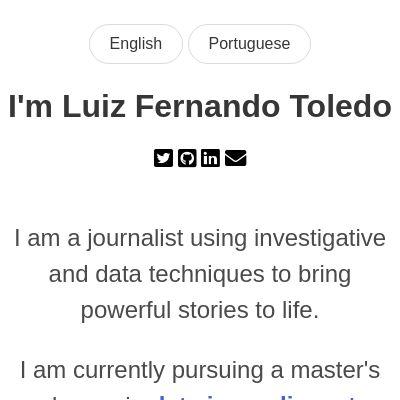 English
Portuguese
I'm Luiz Fernando Toledo
I am a journalist using investigative
and data techniques to bring
powerful stories to life.
I am currently pursuing a master's